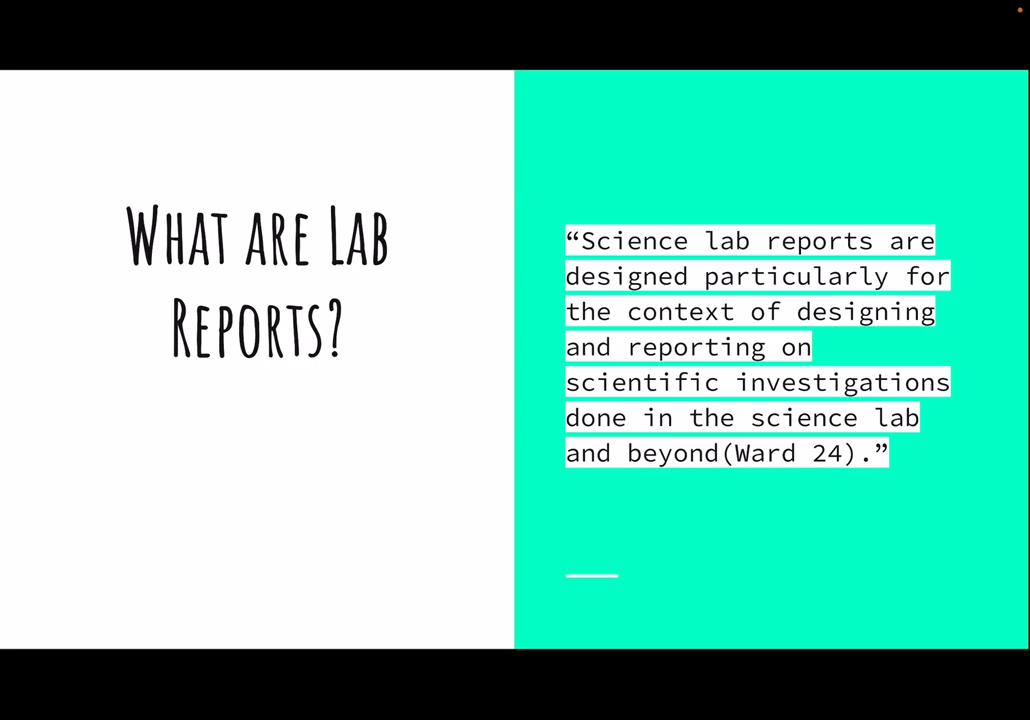 What are Lab
Reports?
“Science lab reports are
designed particularly for
the context of designing
and reporting on
scientific investigations
done in the science lab
and beyond(Ward 24).”